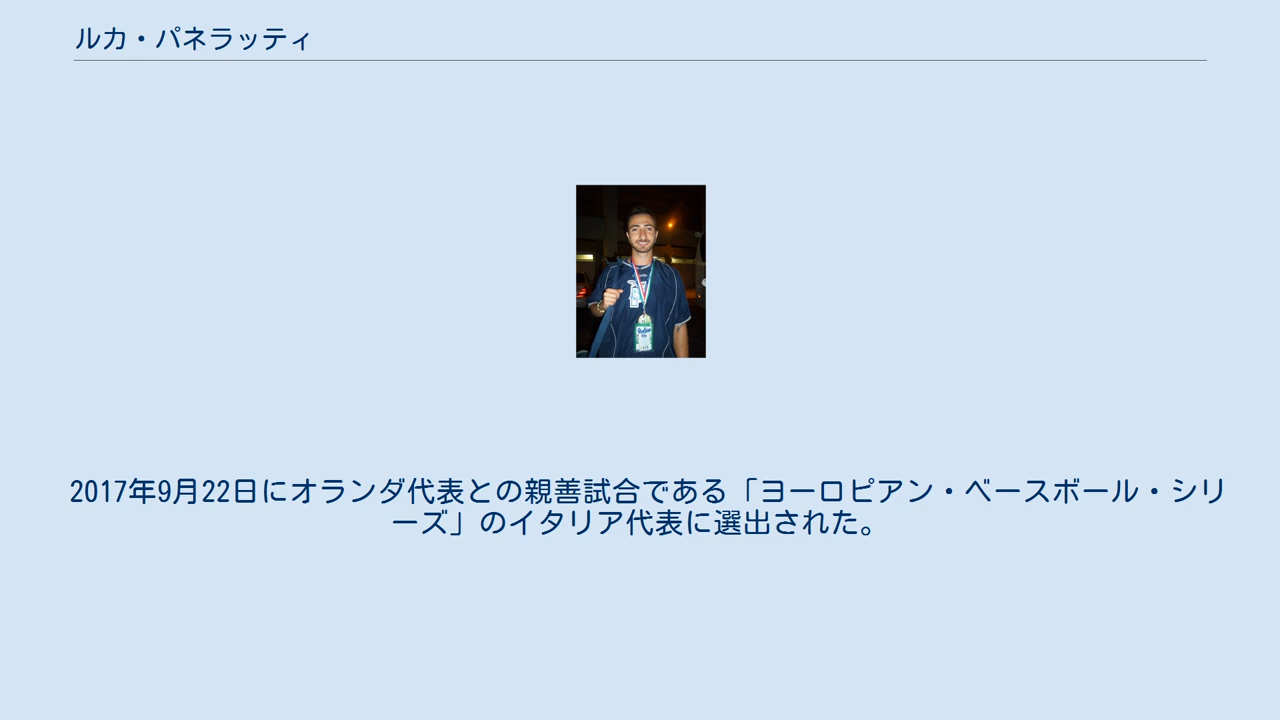 ルカ・パネラッティ
2017年9月22日にオランダ代表との親善試合である「ヨーロピアン・ベースボール・シリ
ーズ」のイタリア代表に選出された。